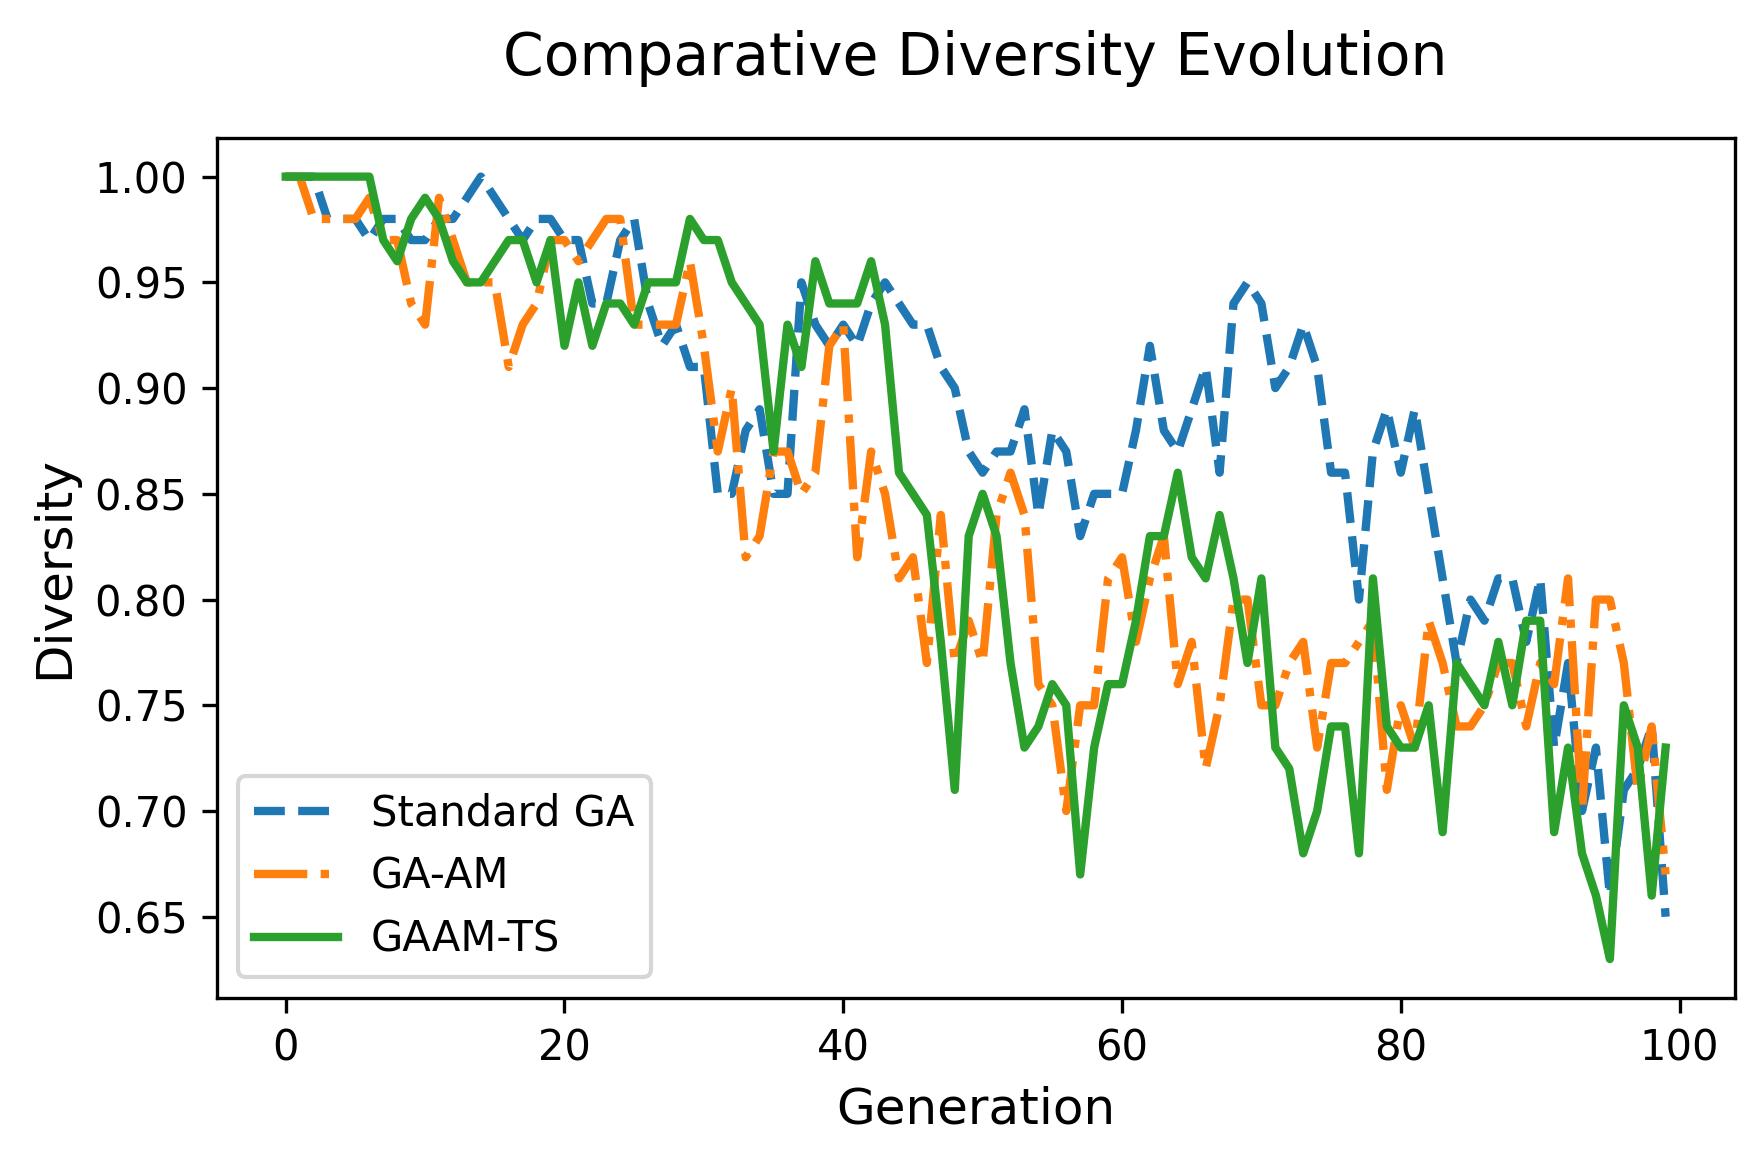 Comparative Diversity Evolution
1.00
0.95
0.90
0.85
0.80
0.75
0.70
0.65
Diversity
Standard GA
GA-AM
GAAM-TS
0 20 40 60 80 100
Generation